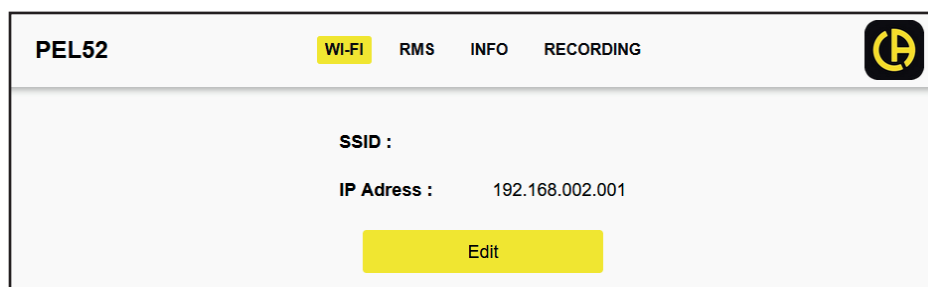 PEL52 WI-FI RMS INFO RECORDING
SSID :
IP Adress : 192.168.002.001
Edit